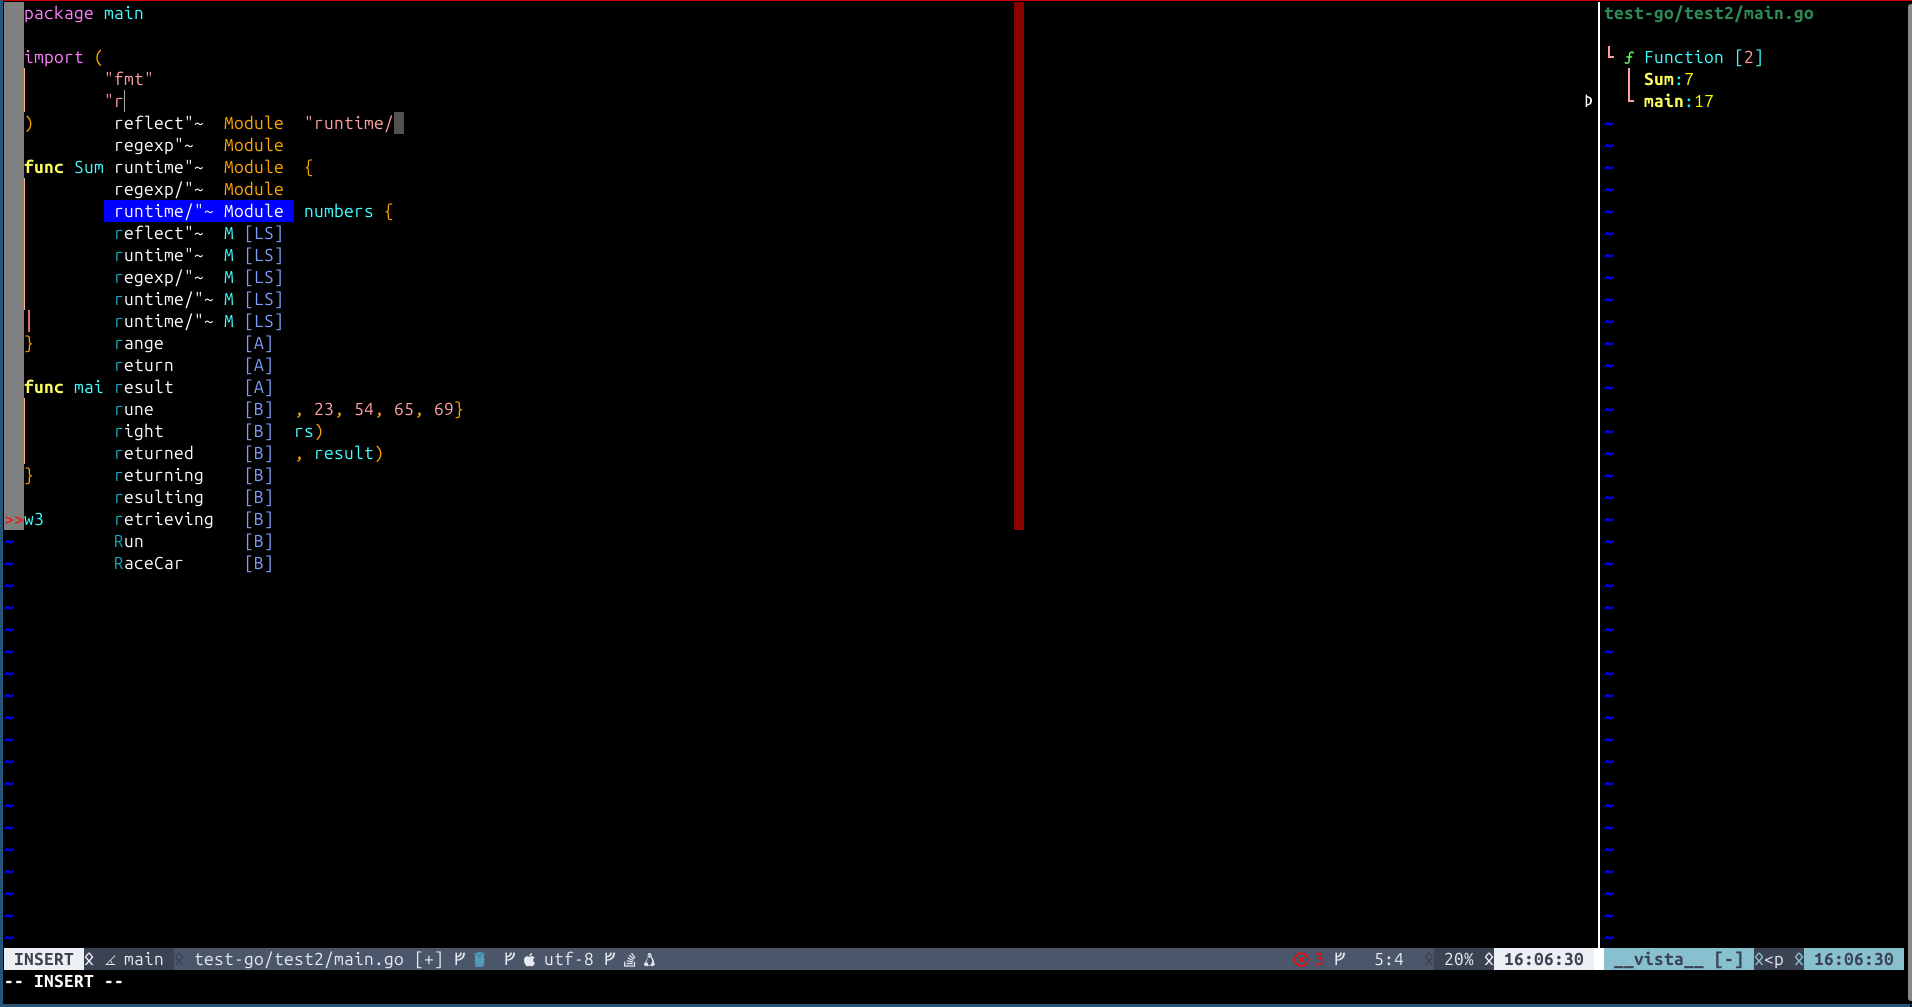 package main
import (
"fmt"
"r
) reflect"~ Module "runtime/
regexp"~ Module
func Sum runtime"~ Module {
regexp/"~ Module
runtime/"~ Module numbers {
reflect"~ M [LS]
runtime"~ M [LS]
regexp/"~ M [LS]
runtime/"~ M [LS]
runtime/"~ M [LS]
} range [A]
return [A]
func mai result [A]
rune [B] , 23, 54, 65, 69}
right [B] rs)
returned [B] , result)
} returning [B]
resulting [B]
>>w3 retrieving [B]
Run [B]
RaceCar [B]
test-go/test2/main.go
ƒ Function [2]
Sum:7
main:17
INSERT main test-go/test2/main.go [+] utf-8 5:4 20% 16:06:30
__vista__ [-] <p 16:06:30
-- INSERT --